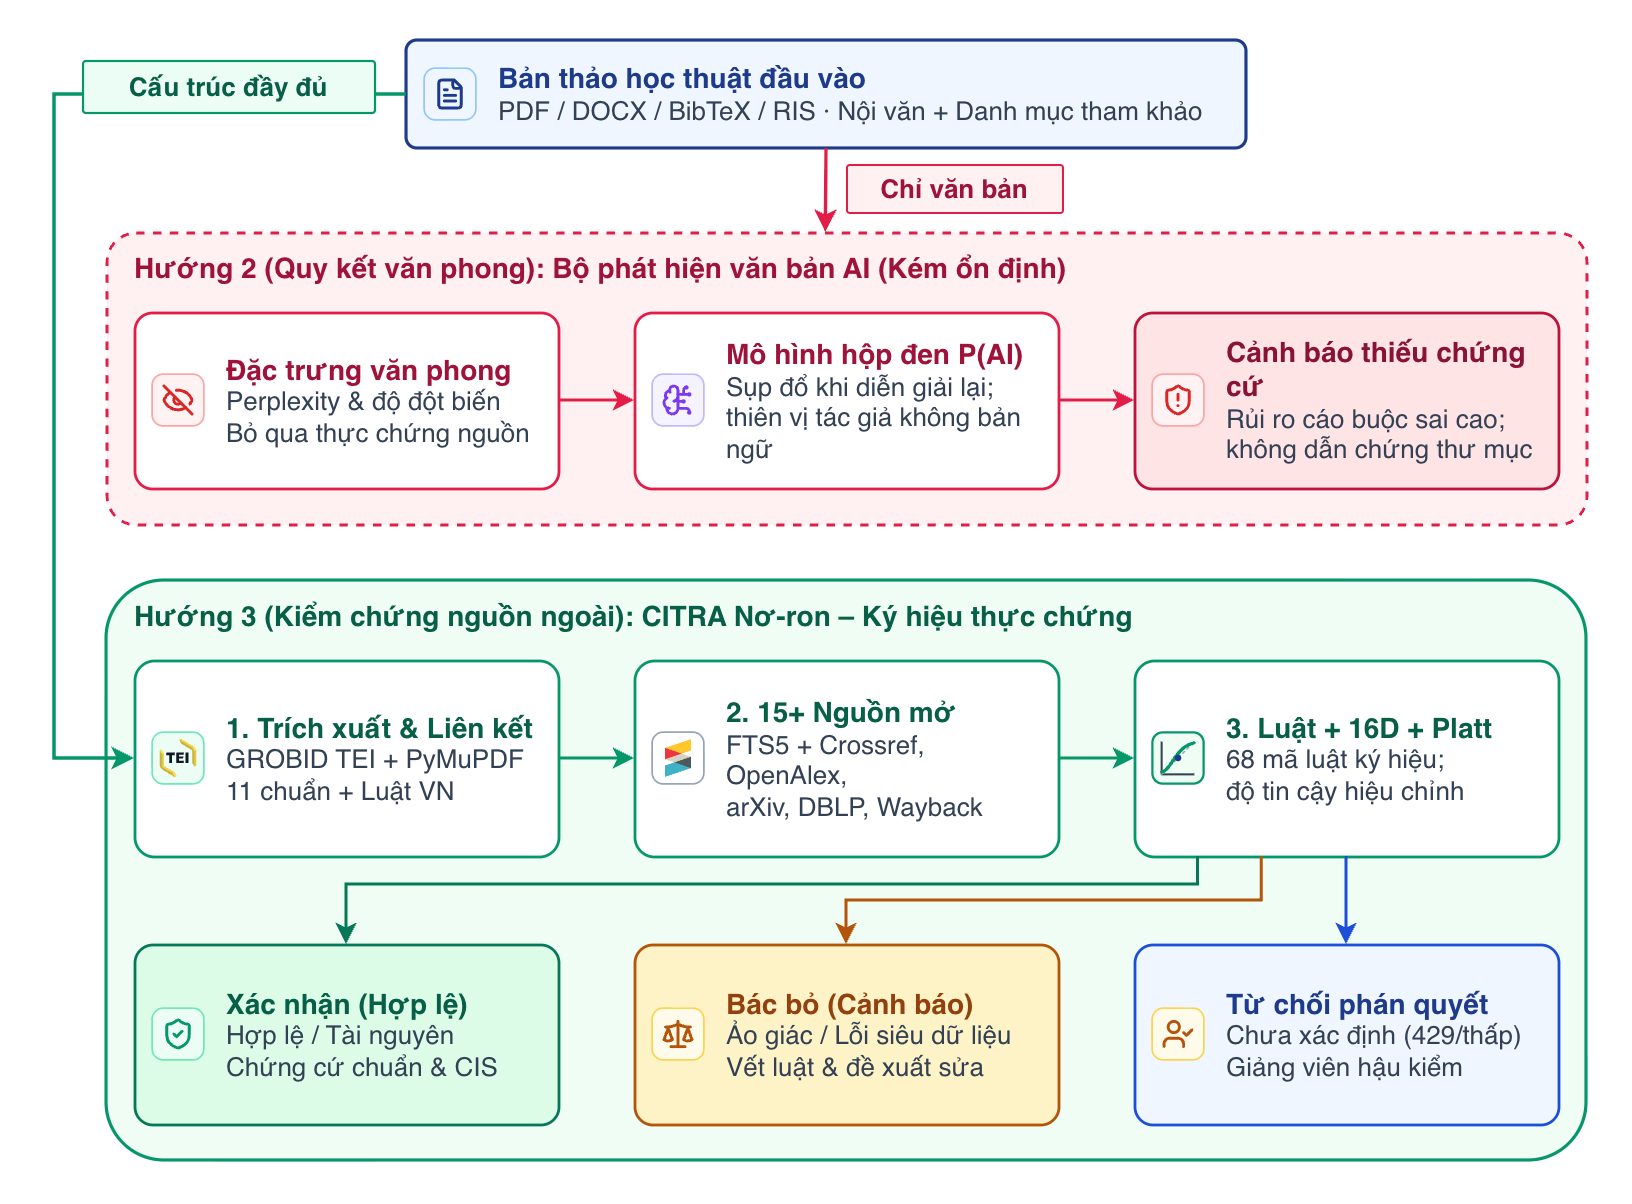 Cấu trúc đầy đủ
Bản thảo học thuật đầu vào
PDF / DOCX / BibTeX / RIS · Nội văn + Danh mục tham khảo
Chỉ văn bản
Hướng 2 (Quy kết văn phong): Bộ phát hiện văn bản AI (Kém ổn định)
Đặc trưng văn phong
Perplexity & độ đột biến
Bỏ qua thực chứng nguồn
Mô hình hộp đen P(AI)
Sụp đổ khi diễn giải lại;
thiên vị tác giả không bản
ngữ
Cảnh báo thiếu chứng
cứ
Rủi ro cáo buộc sai cao;
không dẫn chứng thư mục
Hướng 3 (Kiểm chứng nguồn ngoài): CITRA Nơ-ron – Ký hiệu thực chứng
TEI
1. Trích xuất & Liên kết
GROBID TEI + PyMuPDF
11 chuẩn + Luật VN
2. 15+ Nguồn mở
FTS5 + Crossref,
OpenAlex,
arXiv, DBLP, Wayback
3. Luật + 16D + Platt
68 mã luật ký hiệu;
độ tin cậy hiệu chỉnh
Xác nhận (Hợp lệ)
Hợp lệ / Tài nguyên
Chứng cứ chuẩn & CIS
Bác bỏ (Cảnh báo)
Ảo giác / Lỗi siêu dữ liệu
Vết luật & đề xuất sửa
Từ chối phán quyết
Chưa xác định (429/thấp)
Giảng viên hậu kiểm